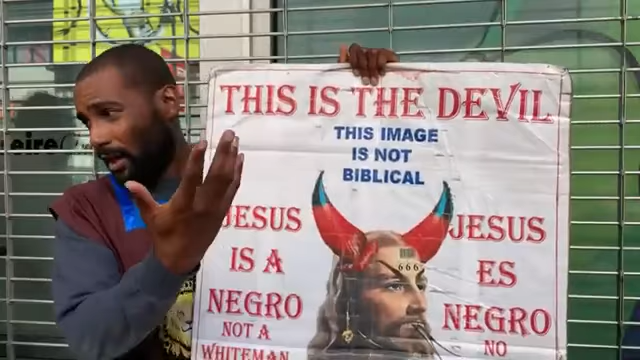 THIS IS THE DEVIL
THIS IMAGE
IS NOT
BIBLICAL
JESUS
IS A
NEGRO
NOT A
WHITEMAN
666
JESUS
ES
NEGRO
NO
eire